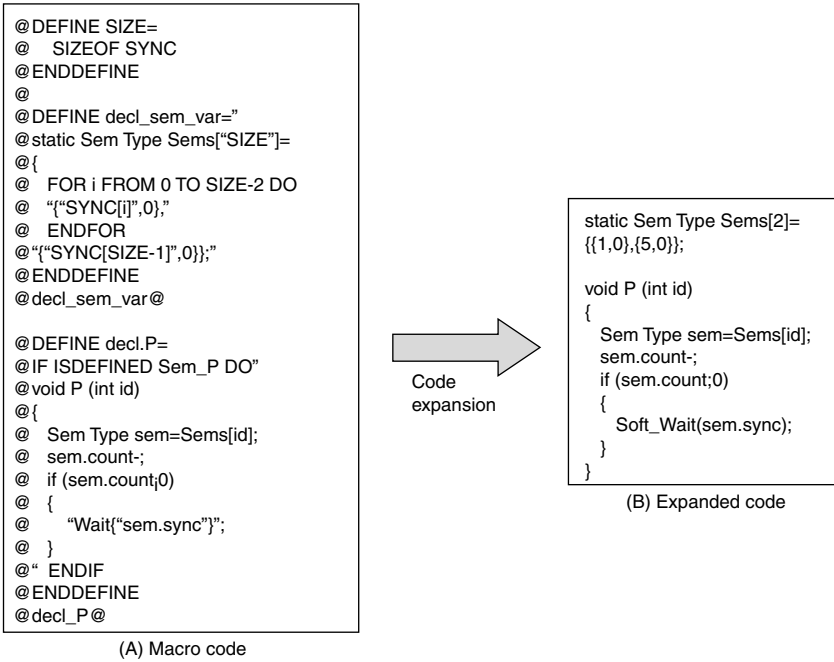 @DEFINE SIZE=
@ SIZEOF SYNC
@ENDDEFINE
@
@DEFINE decl_sem_var=”
@static Sem Type Sems[“SIZE”]=
@{
@ FOR i FROM 0 TO SIZE-2 DO
@ “{“SYNC[i]”,0},”
@ ENDFOR
@“{“SYNC[SIZE-1]”,0}};”
@ENDDEFINE
@decl_sem_var@
@DEFINE decl.P=
@IF ISDEFINED Sem_P DO”
@void P (int id)
@{
@ Sem Type sem=Sems[id];
@ sem.count-;
@ if (sem.count¡0)
@ {
@ “Wait{“sem.sync”}”;
@ }
@“ ENDIF
@ENDDEFINE
@decl_P@
(A) Macro code
Code
expansion
static Sem Type Sems[2]=
{{1,0},{5,0}};
void P (int id)
{
Sem Type sem=Sems[id];
sem.count-;
if (sem.count;0)
{
Soft_Wait(sem.sync);
}
}
(B) Expanded code